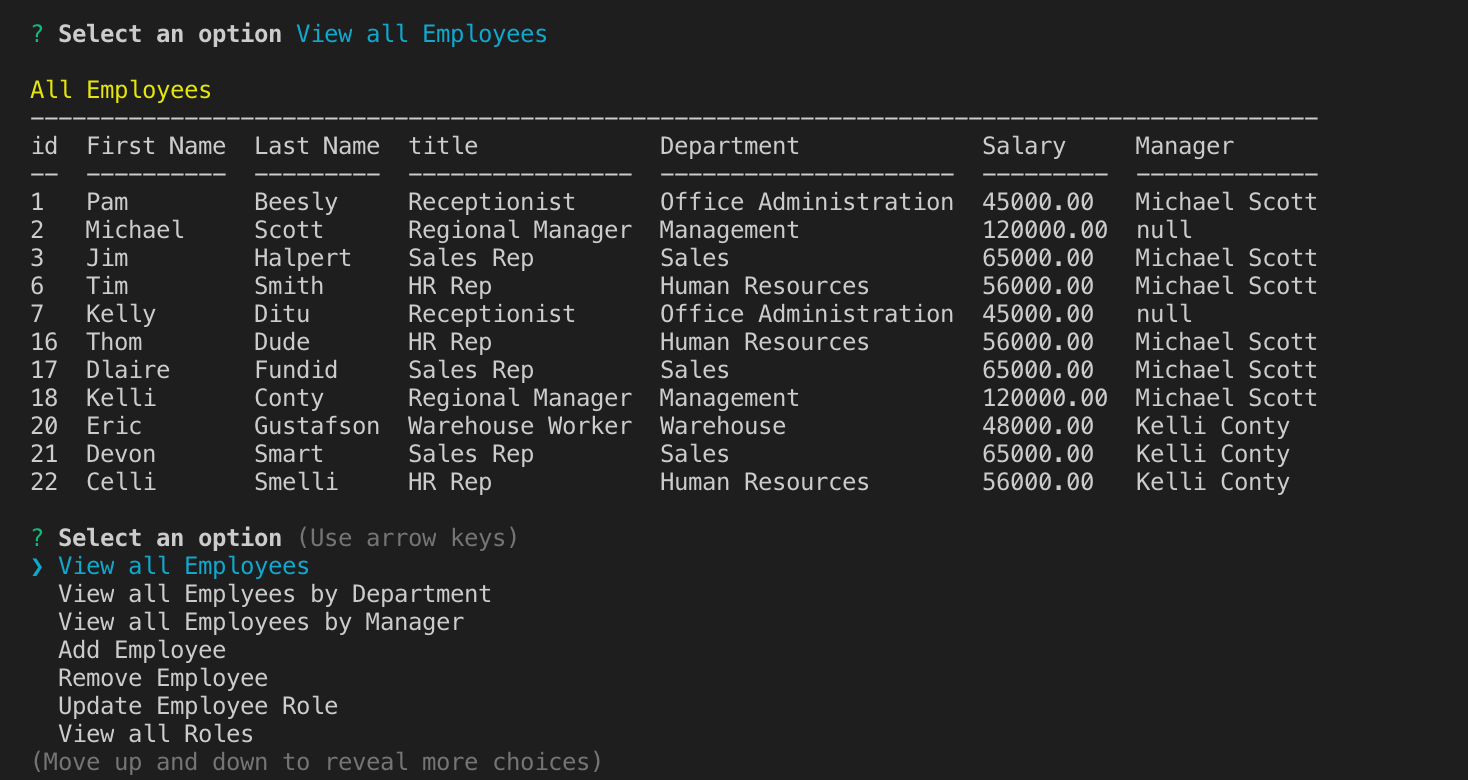 ? Select an option View all Employees
All Employees
--------------------------------------------------------------------------------------------
id  First Name  Last Name  title             Department             Salary     Manager
--  ----------  ---------  ----------------  ---------------------  ---------  -------------
1   Pam         Beesly     Receptionist      Office Administration  45000.00   Michael Scott
2   Michael     Scott      Regional Manager  Management             120000.00  null
3   Jim         Halpert    Sales Rep         Sales                  65000.00   Michael Scott
6   Tim         Smith      HR Rep            Human Resources        56000.00   Michael Scott
7   Kelly       Ditu       Receptionist      Office Administration  45000.00   null
16  Thom        Dude       HR Rep            Human Resources        56000.00   Michael Scott
17  Dlaire      Fundid     Sales Rep         Sales                  65000.00   Michael Scott
18  Kelli       Conty      Regional Manager  Management             120000.00  Michael Scott
20  Eric        Gustafson  Warehouse Worker  Warehouse              48000.00   Kelli Conty
21  Devon       Smart      Sales Rep         Sales                  65000.00   Kelli Conty
22  Celli       Smelli     HR Rep            Human Resources        56000.00   Kelli Conty
? Select an option (Use arrow keys)
❯ View all Employees
  View all Emplyees by Department
  View all Employees by Manager
  Add Employee
  Remove Employee
  Update Employee Role
  View all Roles
(Move up and down to reveal more choices)